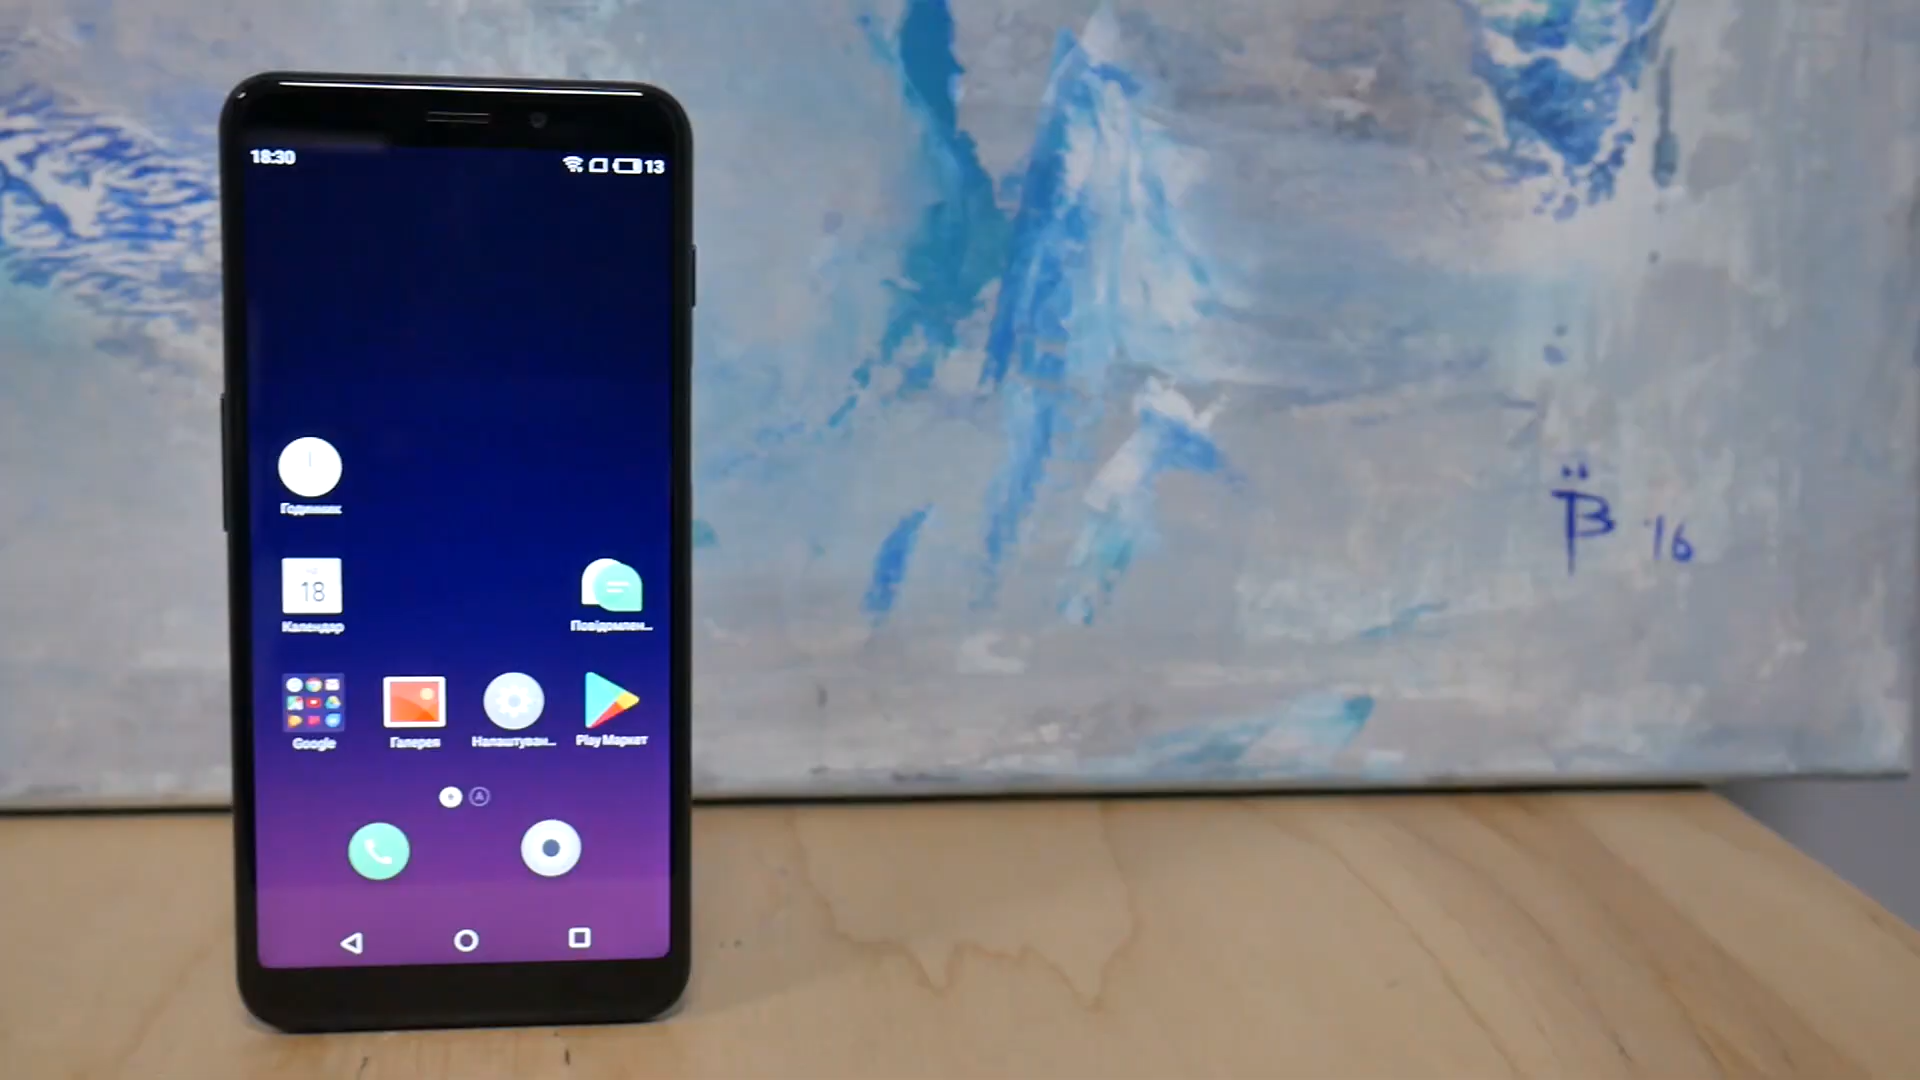 18:30
13
Годинник
18
Календар
Повідомлен...
Google
Галерея
Налаштуван...
Play Маркет
B̈ '16